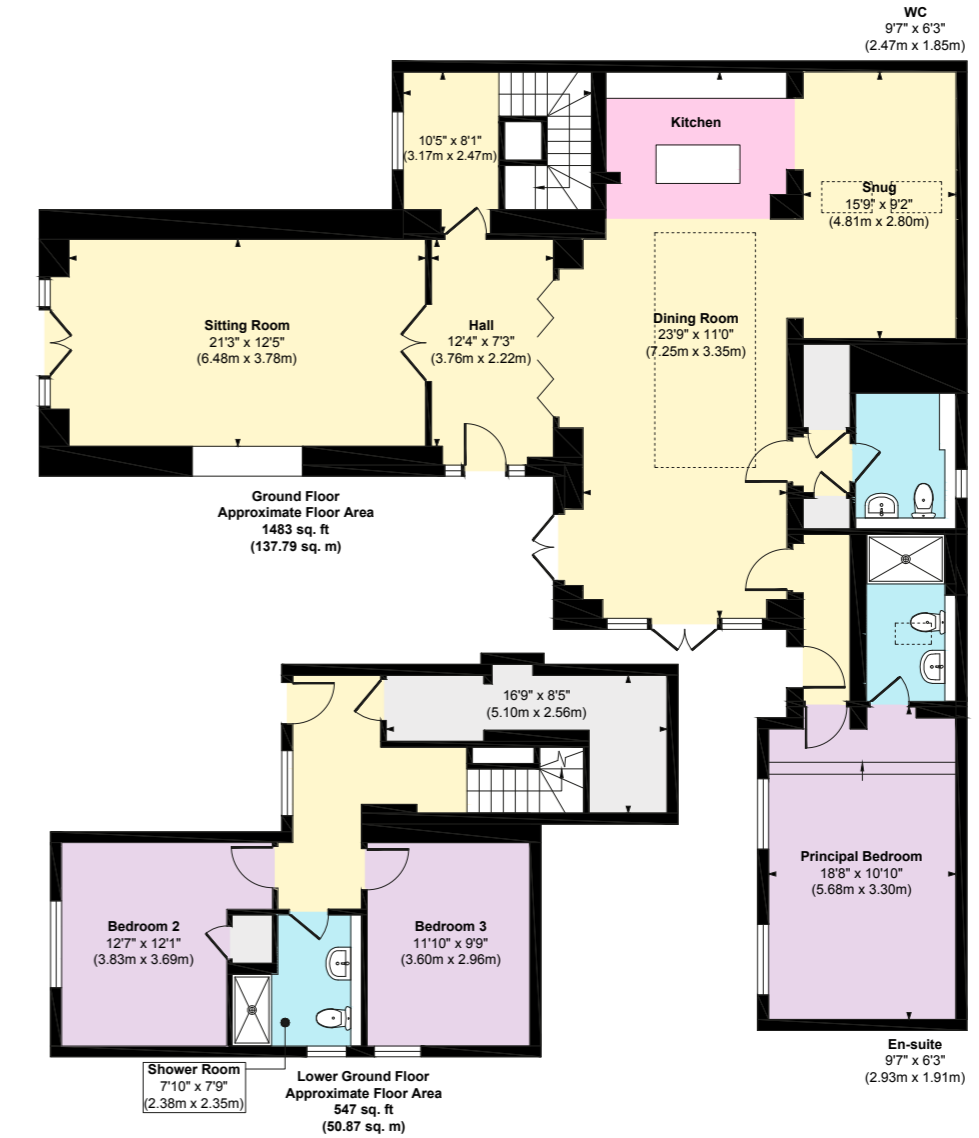 WC
9'7" x 6'3"
(2.47m x 1.85m)
Kitchen
10'5" x 8'1"
(3.17m x 2.47m)
Snug
15'9" x 9'2"
(4.81m x 2.80m)
Sitting Room
21'3" x 12'5"
(6.48m x 3.78m)
Hall
12'4" x 7'3"
(3.76m x 2.22m)
Dining Room
23'9" x 11'0"
(7.25m x 3.35m)
Ground Floor
Approximate Floor Area
1483 sq. ft
(137.79 sq. m)
16'9" x 8'5"
(5.10m x 2.56m)
Principal Bedroom
18'8" x 10'10"
(5.68m x 3.30m)
Bedroom 2
12'7" x 12'1"
(3.83m x 3.69m)
Bedroom 3
11'10" x 9'9"
(3.60m x 2.96m)
En-suite
9'7" x 6'3"
(2.93m x 1.91m)
Shower Room
7'10" x 7'9"
(2.38m x 2.35m)
Lower Ground Floor
Approximate Floor Area
547 sq. ft
(50.87 sq. m)